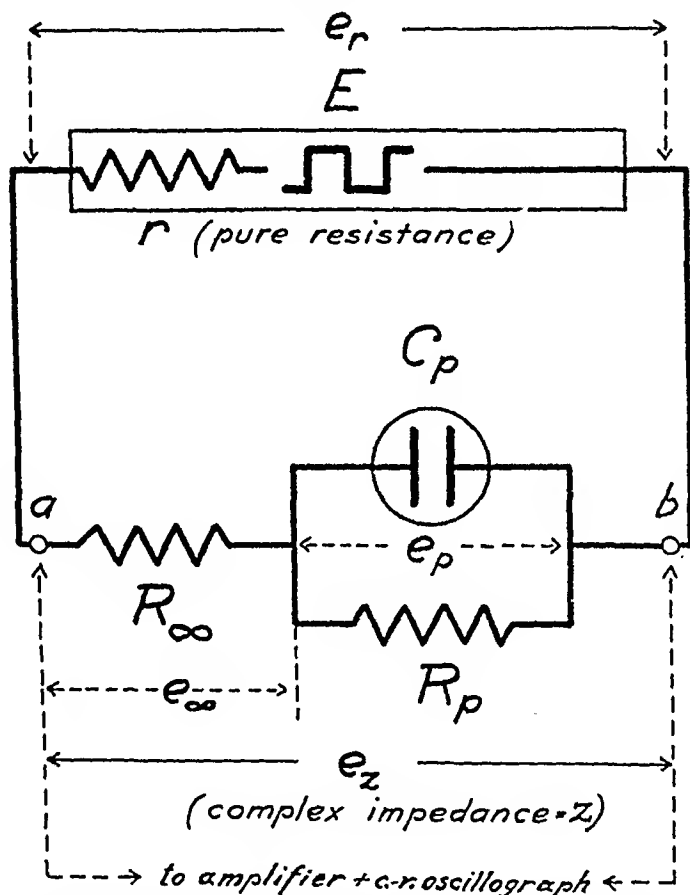 e_r
E
r (pure resistance)
C_p
a
b
e_p
R_∞
R_p
e_∞
e_z
(complex impedance=Z)
to amplifier + c.-r. oscillograph